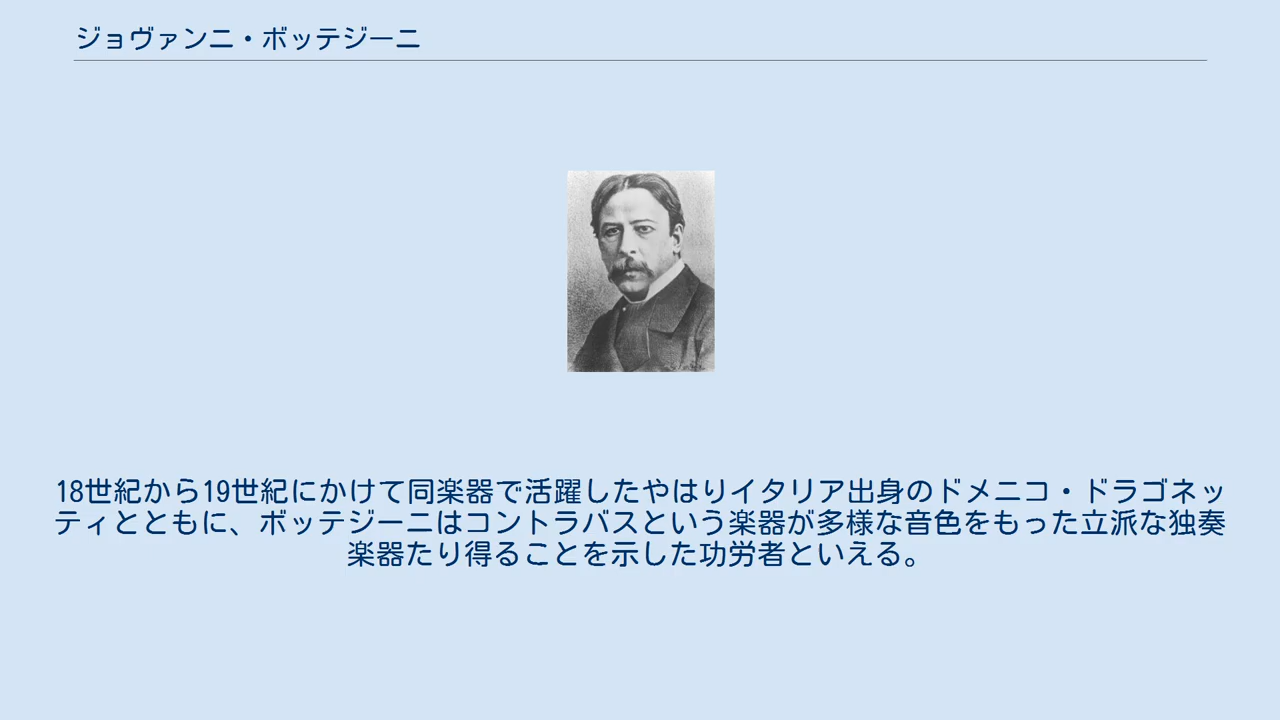 ジョヴァンニ・ボッテジーニ
18世紀から19世紀にかけて同楽器で活躍したやはりイタリア出身のドメニコ・ドラゴネッ
ティとともに、ボッテジーニはコントラバスという楽器が多様な音色をもった立派な独奏
楽器たり得ることを示した功労者といえる。